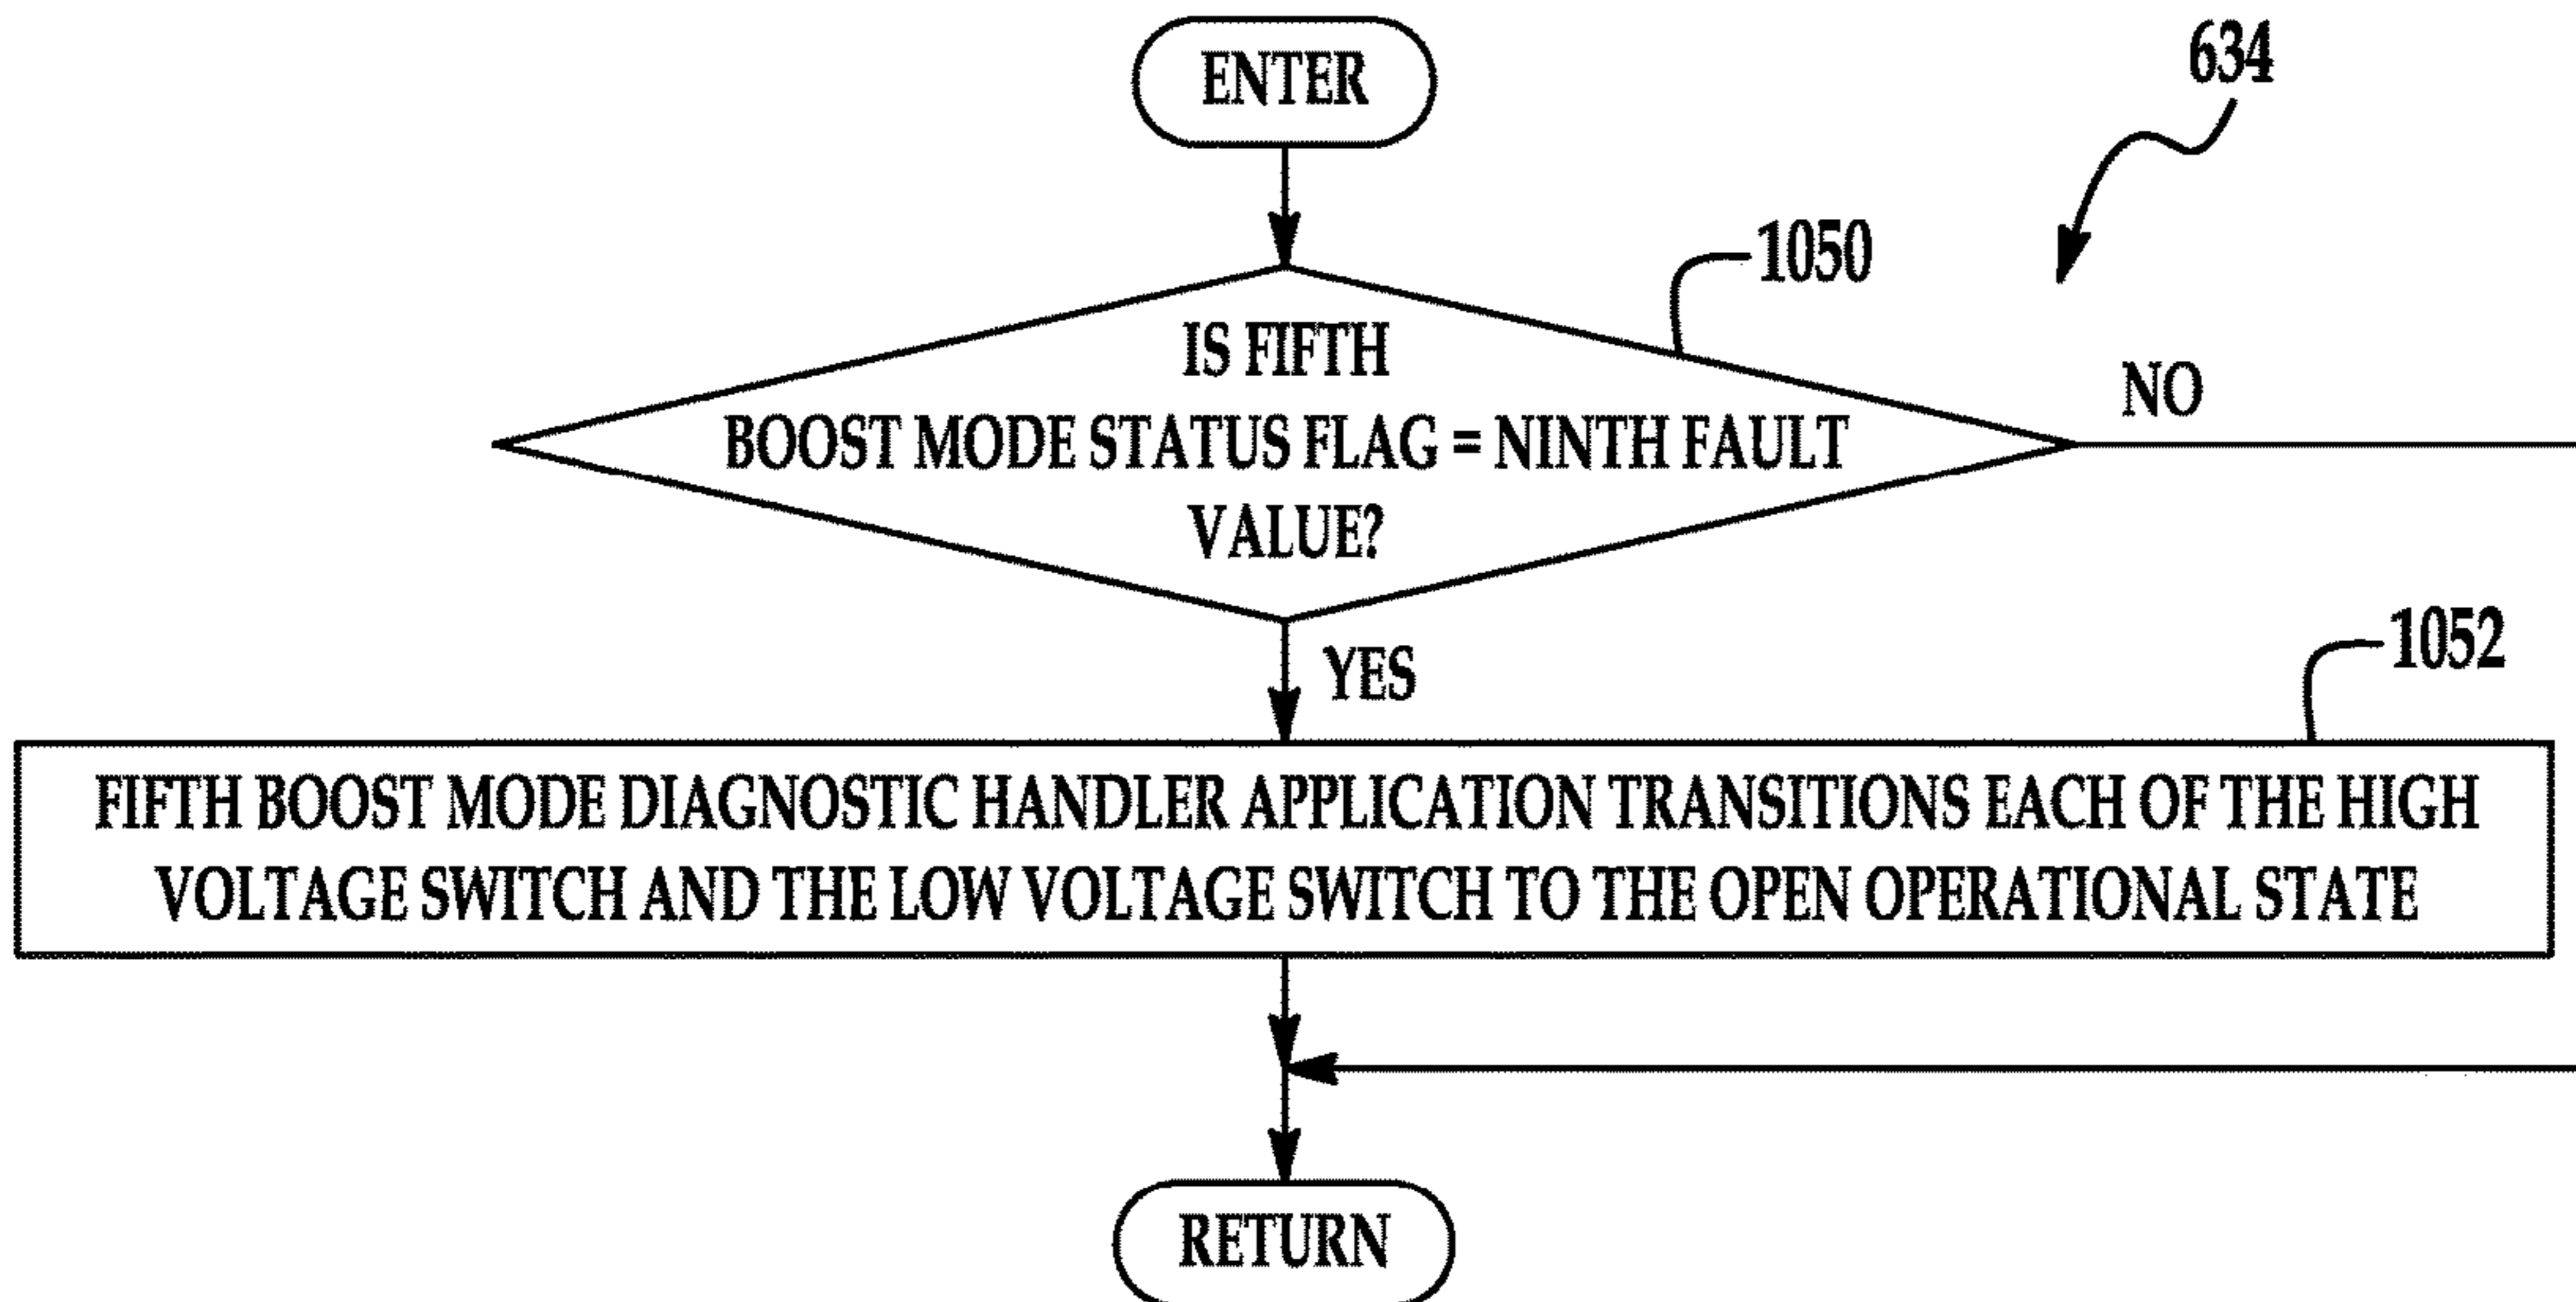 ENTER
634
1050
IS FIFTH
BOOST MODE STATUS FLAG = NINTH FAULT
VALUE?
NO
YES
1052
FIFTH BOOST MODE DIAGNOSTIC HANDLER APPLICATION TRANSITIONS EACH OF THE HIGH
VOLTAGE SWITCH AND THE LOW VOLTAGE SWITCH TO THE OPEN OPERATIONAL STATE
RETURN